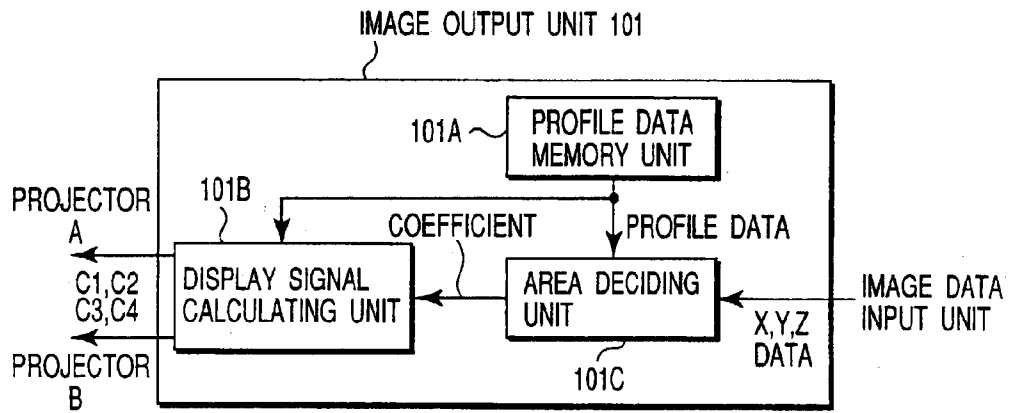 IMAGE OUTPUT UNIT 101
101A
PROFILE DATA
MEMORY UNIT
PROJECTOR
A
101B
COEFFICIENT
PROFILE DATA
C1,C2
C3,C4
DISPLAY SIGNAL
CALCULATING UNIT
AREA DECIDING
UNIT
X,Y,Z
DATA
IMAGE DATA
INPUT UNIT
PROJECTOR
B
101C